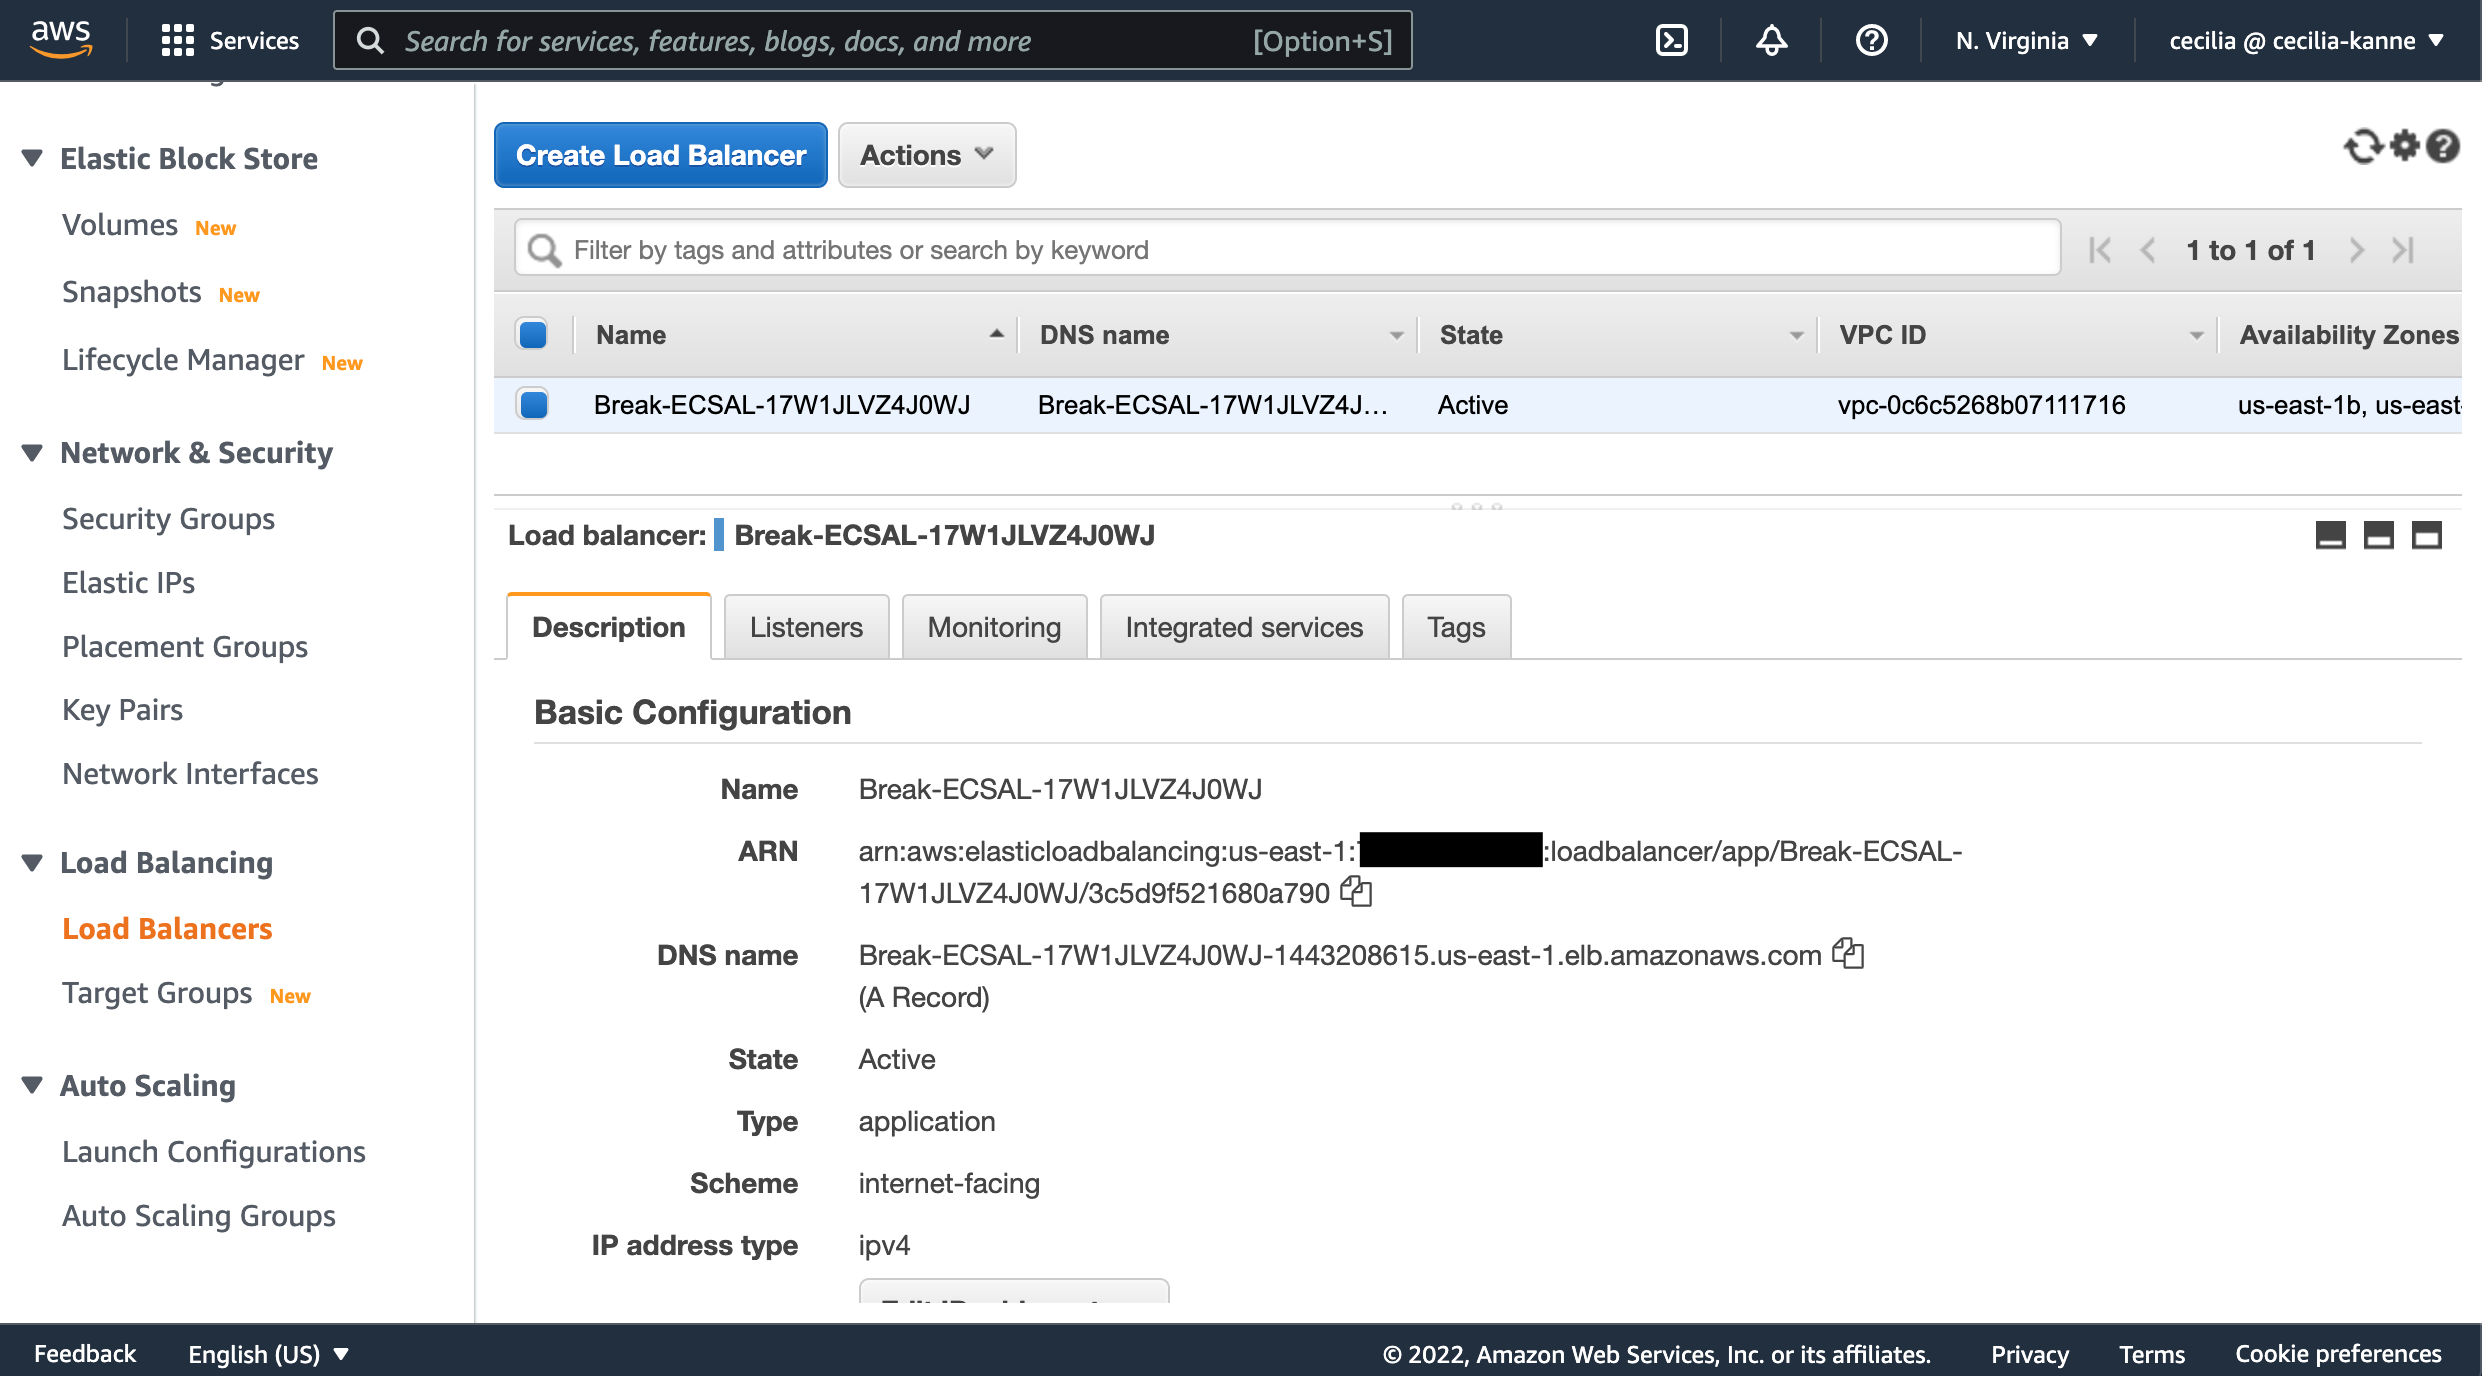 aws
Services
Search for services, features, blogs, docs, and more
[Option+S]
N. Virginia
cecilia @ cecilia-kanne
Elastic Block Store
Volumes New
Snapshots New
Lifecycle Manager New
Network & Security
Security Groups
Elastic IPs
Placement Groups
Key Pairs
Network Interfaces
Load Balancing
Load Balancers
Target Groups New
Auto Scaling
Launch Configurations
Auto Scaling Groups
Create Load Balancer
Actions
Filter by tags and attributes or search by keyword
1 to 1 of 1
Name DNS name State VPC ID Availability Zones
Break-ECSAL-17W1JLVZ4J0WJ Break-ECSAL-17W1JLVZ4J... Active vpc-0c6c5268b07111716 us-east-1b, us-east-
Load balancer: Break-ECSAL-17W1JLVZ4J0WJ
Description Listeners Monitoring Integrated services Tags
Basic Configuration
Name Break-ECSAL-17W1JLVZ4J0WJ
ARN arn:aws:elasticloadbalancing:us-east-1: :loadbalancer/app/Break-ECSAL-
17W1JLVZ4J0WJ/3c5d9f521680a790
DNS name Break-ECSAL-17W1JLVZ4J0WJ-1443208615.us-east-1.elb.amazonaws.com
(A Record)
State Active
Type application
Scheme internet-facing
IP address type ipv4
Feedback
English (US)
© 2022, Amazon Web Services, Inc. or its affiliates.
Privacy
Terms
Cookie preferences